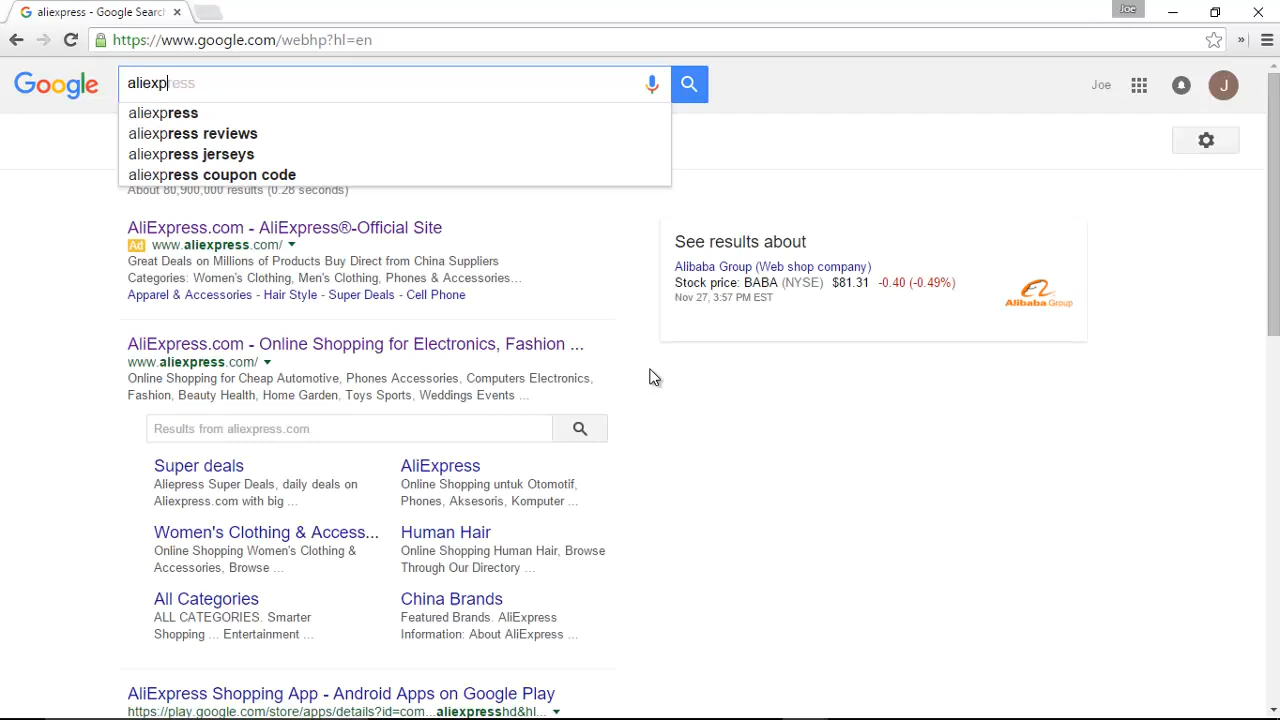 aliexpress - Google Search
Joe
https://www.google.com/webhp?hl=en
Google
aliexpress
Joe
J
aliexpress
aliexpress reviews
aliexpress jerseys
aliexpress coupon code
About 80,900,000 results (0.28 seconds)
AliExpress.com - AliExpress®-Official Site
Ad www.aliexpress.com/
Great Deals on Millions of Products Buy Direct from China Suppliers
Categories: Women's Clothing, Men's Clothing, Phones & Accessories...
Apparel & Accessories - Hair Style - Super Deals - Cell Phone
See results about
Alibaba Group (Web shop company)
Stock price: BABA (NYSE) $81.31 -0.40 (-0.49%)
Nov 27, 3:57 PM EST
Alibaba Group
AliExpress.com - Online Shopping for Electronics, Fashion ...
www.aliexpress.com/
Online Shopping for Cheap Automotive, Phones Accessories, Computers Electronics,
Fashion, Beauty Health, Home Garden, Toys Sports, Weddings Events ...
Results from aliexpress.com
Super deals
Aliepress Super Deals, daily deals on
Aliexpress.com with big ...
AliExpress
Online Shopping untuk Otomotif,
Phones, Aksesoris, Komputer ...
Women's Clothing & Access...
Online Shopping Women's Clothing &
Accessories, Browse ...
Human Hair
Online Shopping Human Hair, Browse
Through Our Directory ...
All Categories
ALL CATEGORIES. Smarter
Shopping ... Entertainment ...
China Brands
Featured Brands. AliExpress
Information: About AliExpress ...
AliExpress Shopping App - Android Apps on Google Play
https://play.google.com/store/apps/details?id=com...aliexpresshd&hl...